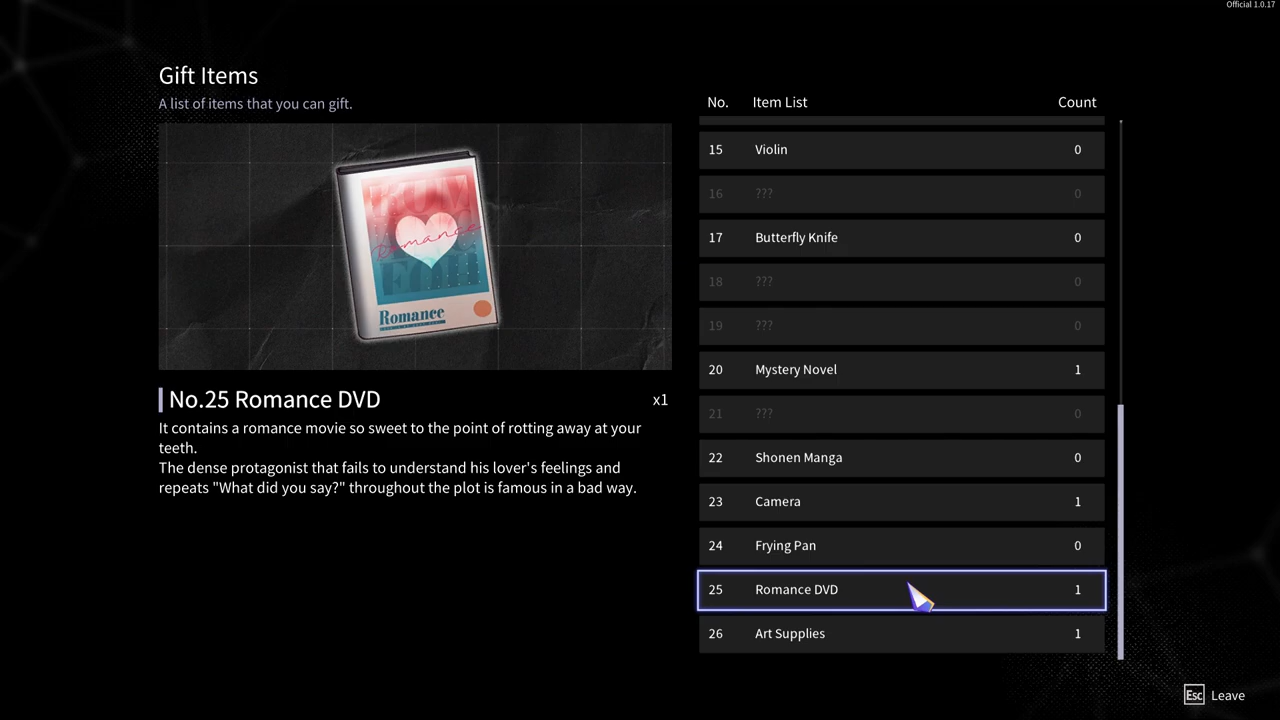 Official 1.0.17
Gift Items
A list of items that you can gift.
No. Item List Count
15 Violin 0
16 ??? 0
17 Butterfly Knife 0
18 ??? 0
19 ??? 0
20 Mystery Novel 1
21 ??? 0
22 Shonen Manga 0
23 Camera 1
24 Frying Pan 0
25 Romance DVD 1
26 Art Supplies 1
Romance
Romance
No.25 Romance DVD x1
It contains a romance movie so sweet to the point of rotting away at your
teeth.
The dense protagonist that fails to understand his lover's feelings and
repeats "What did you say?" throughout the plot is famous in a bad way.
Esc Leave